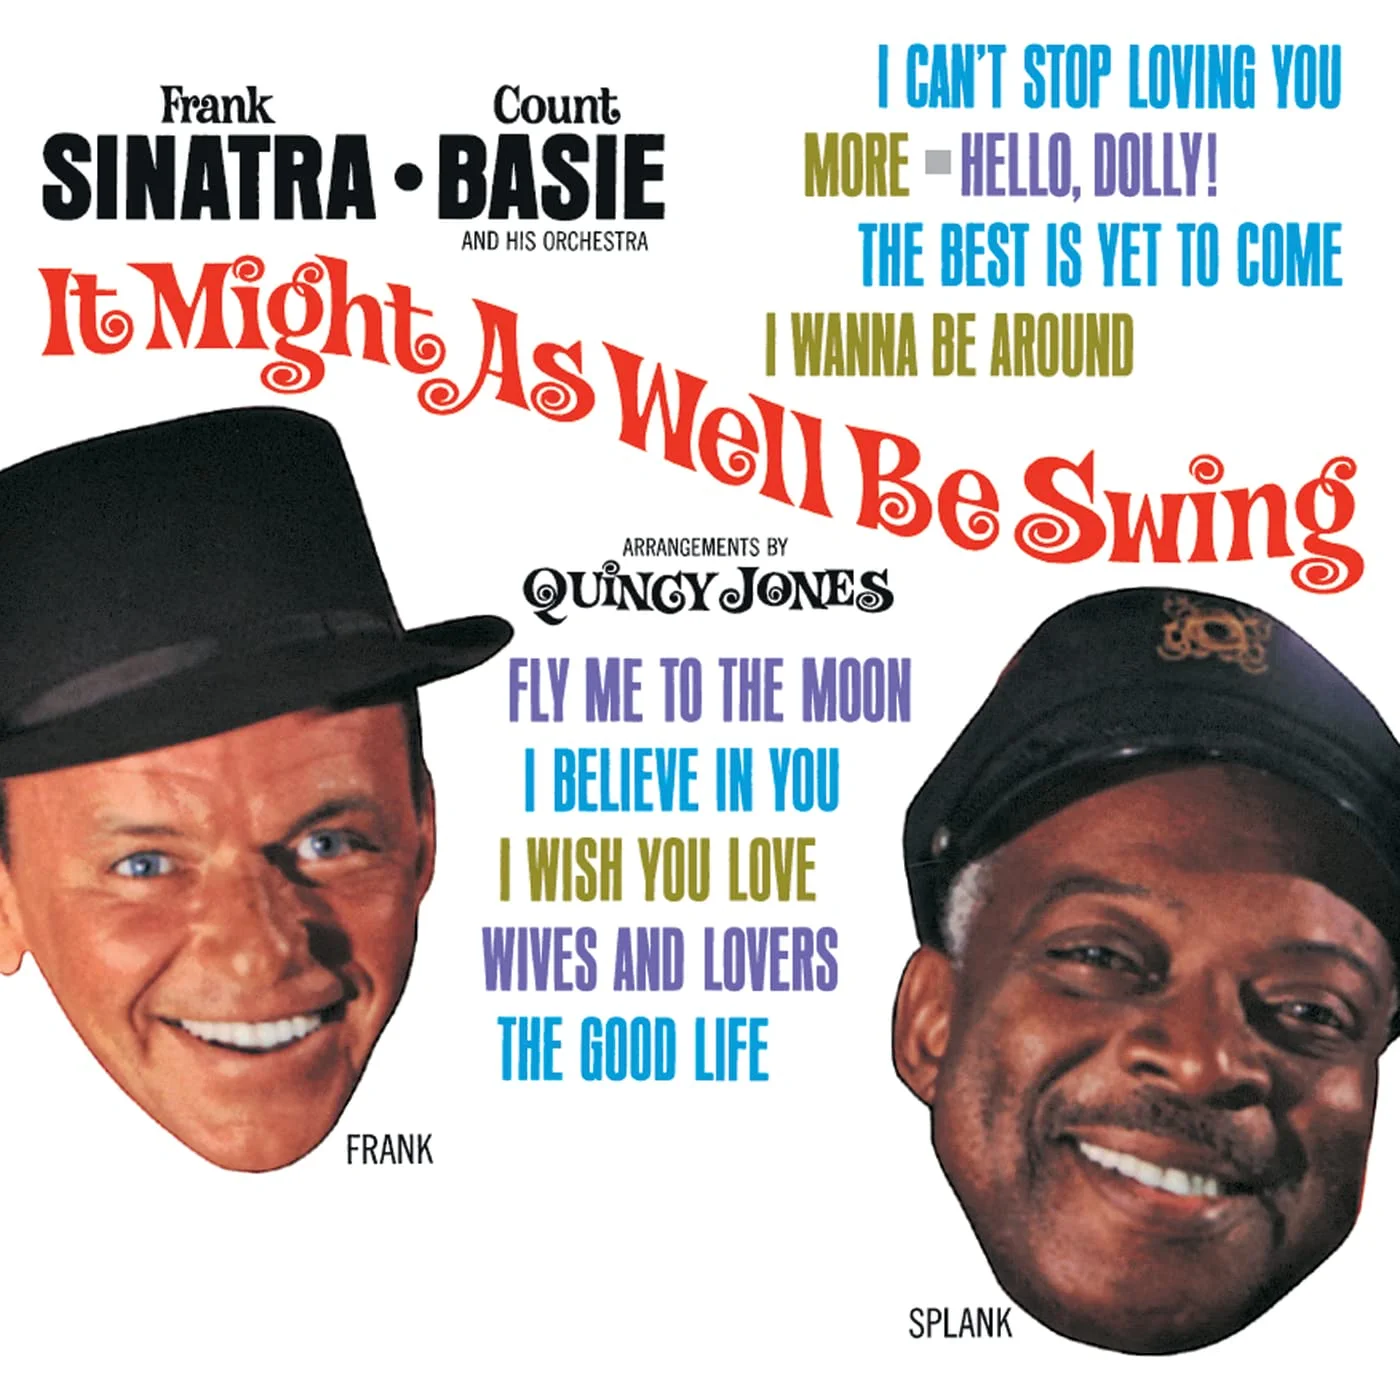 Frank
SINATRA • 
Count
BASIE
AND HIS ORCHESTRA
It Might As Well Be Swing
I CAN'T STOP LOVING YOU
MORE ▪ HELLO, DOLLY!
THE BEST IS YET TO COME
I WANNA BE AROUND
ARRANGEMENTS BY
QUINCY JONES
FLY ME TO THE MOON
I BELIEVE IN YOU
I WISH YOU LOVE
WIVES AND LOVERS
THE GOOD LIFE
FRANK
SPLANK